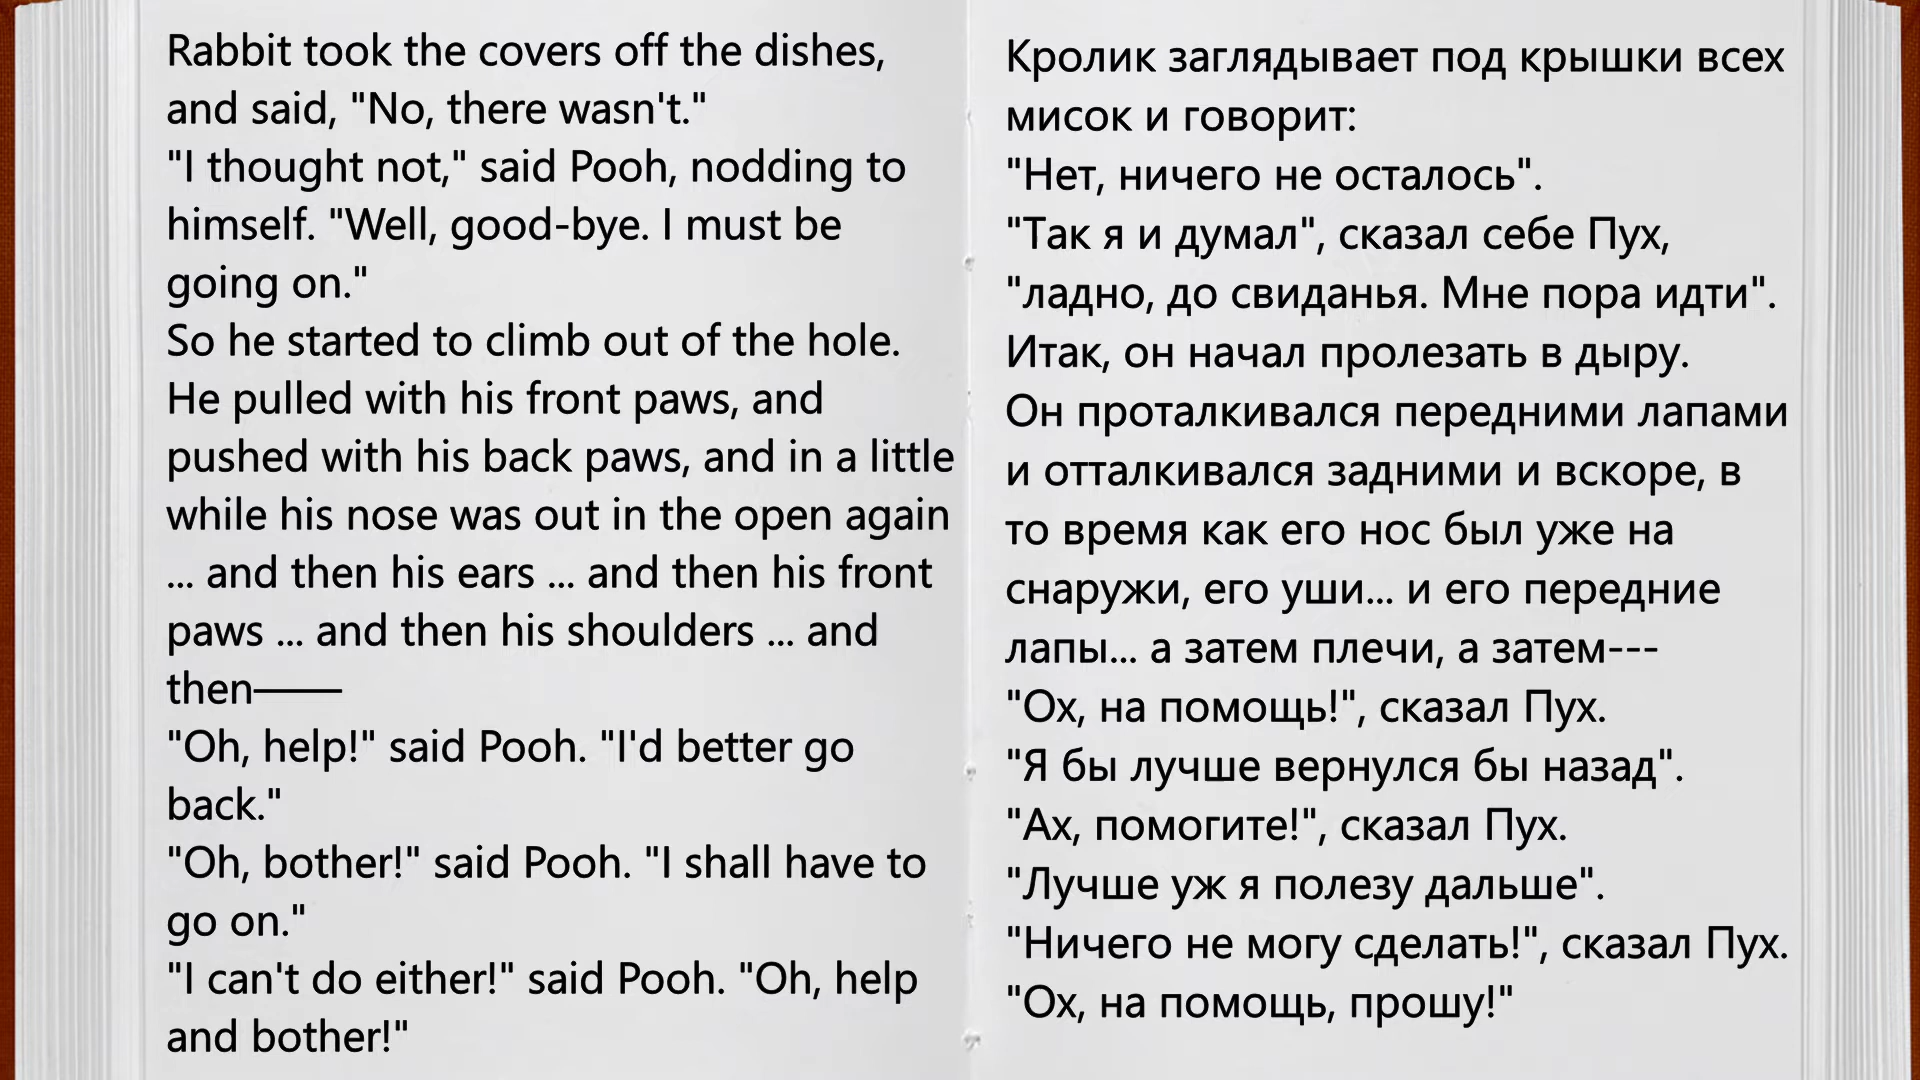 Rabbit took the covers off the dishes,
and said, "No, there wasn't."
"I thought not," said Pooh, nodding to
himself. "Well, good-bye. I must be
going on."
So he started to climb out of the hole.
He pulled with his front paws, and
pushed with his back paws, and in a little
while his nose was out in the open again
... and then his ears ... and then his front
paws ... and then his shoulders ... and
then——
"Oh, help!" said Pooh. "I'd better go
back."
"Oh, bother!" said Pooh. "I shall have to
go on."
"I can't do either!" said Pooh. "Oh, help
and bother!"
Кролик заглядывает под крышки всех
мисок и говорит:
"Нет, ничего не осталось".
"Так я и думал", сказал себе Пух,
"ладно, до свиданья. Мне пора идти".
Итак, он начал пролезать в дыру.
Он проталкивался передними лапами
и отталкивался задними и вскоре, в
то время как его нос был уже на
снаружи, его уши... и его передние
лапы... а затем плечи, а затем---
"Ох, на помощь!", сказал Пух.
"Я бы лучше вернулся бы назад".
"Ах, помогите!", сказал Пух.
"Лучше уж я полезу дальше".
"Ничего не могу сделать!", сказал Пух.
"Ох, на помощь, прошу!"